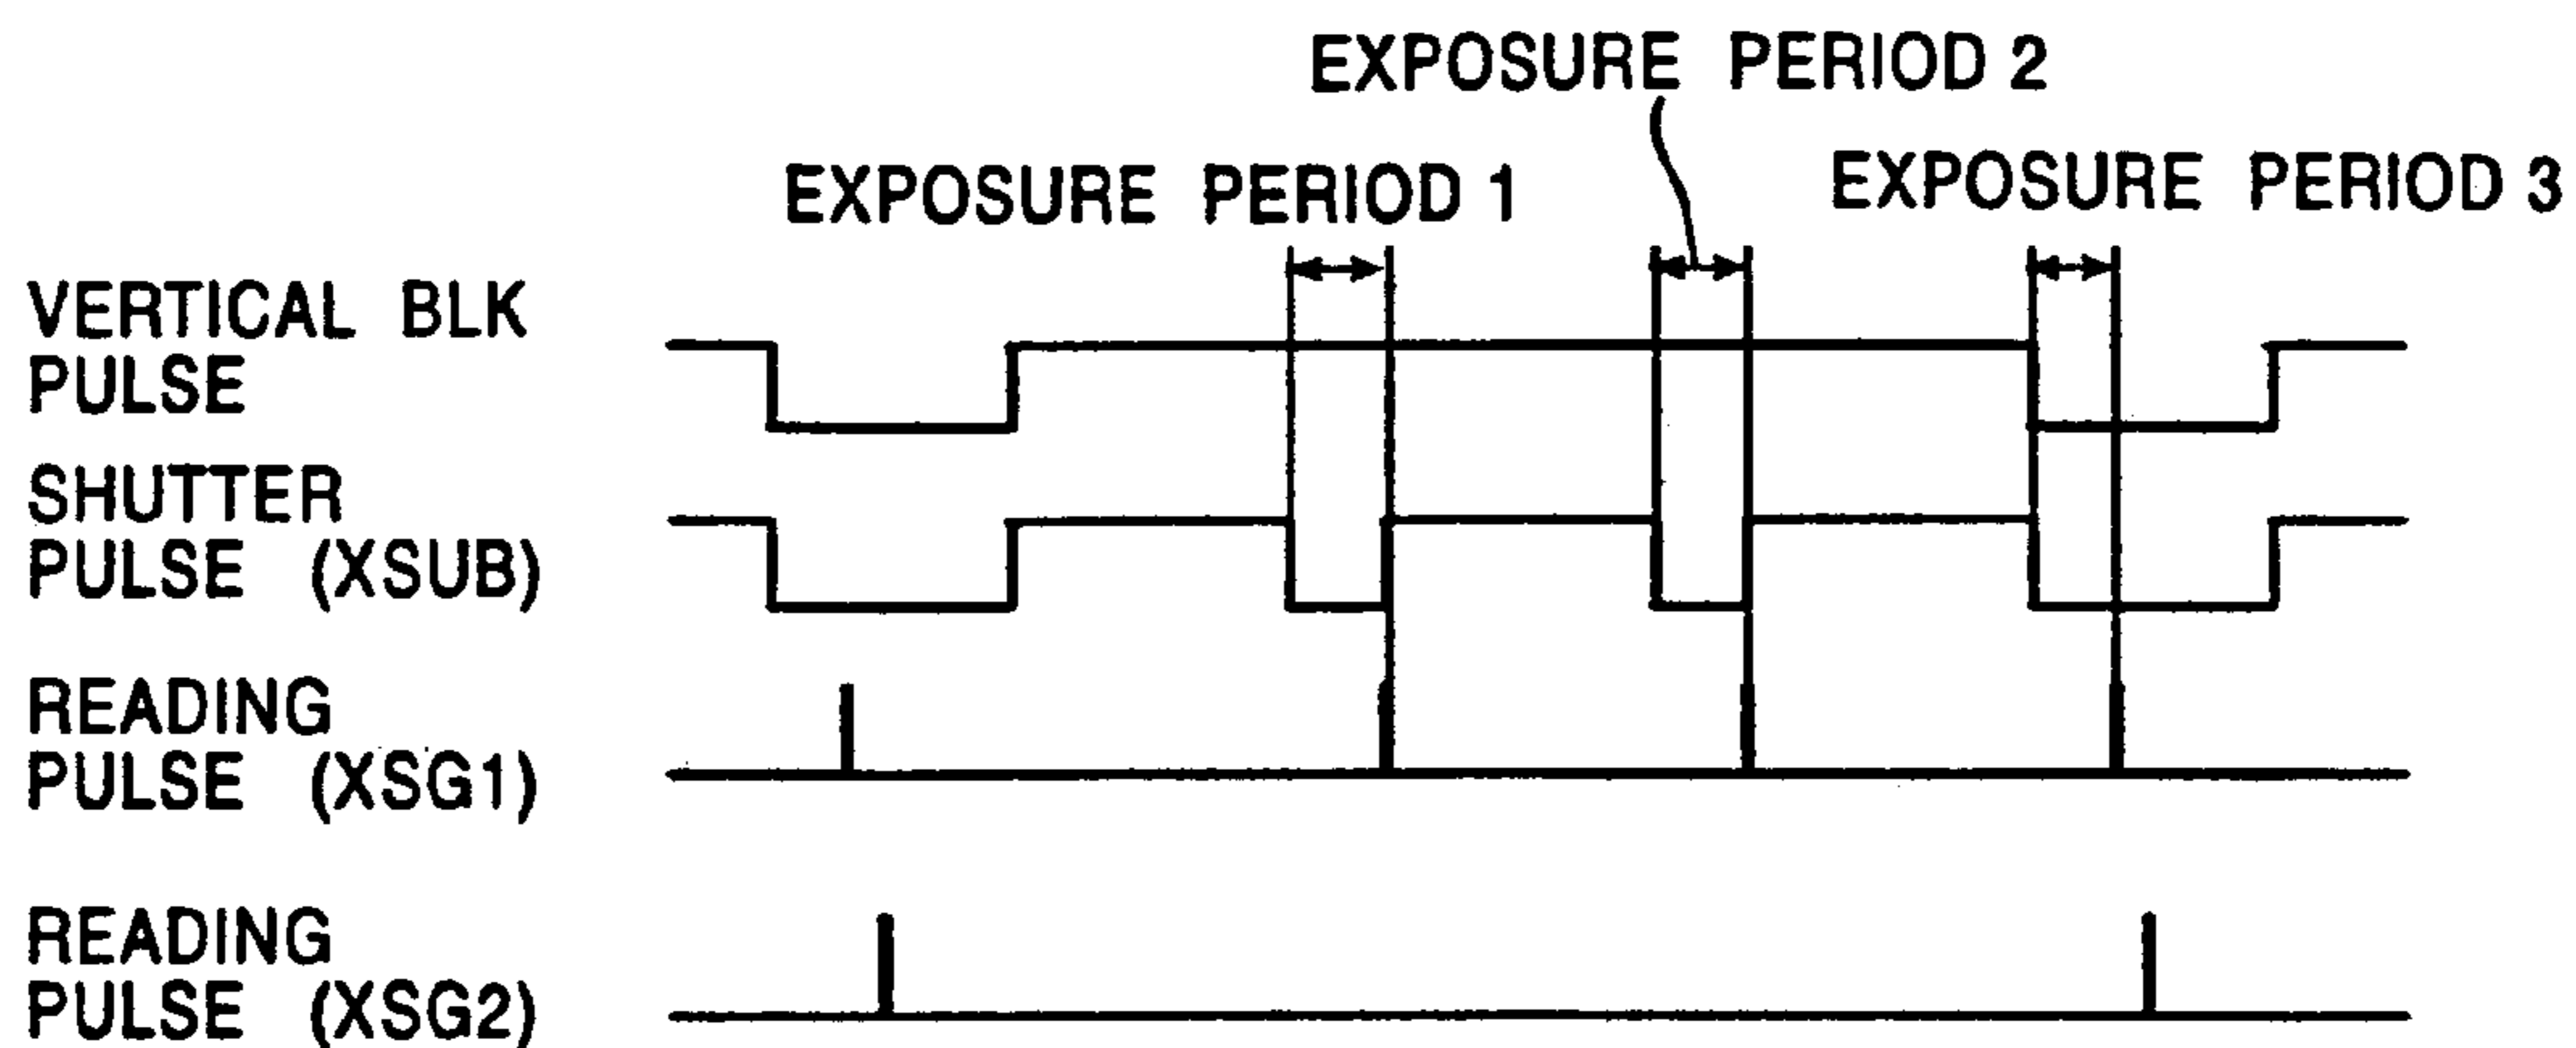 EXPOSURE PERIOD 2
EXPOSURE PERIOD 1
EXPOSURE PERIOD 3
VERTICAL BLK
PULSE
SHUTTER
PULSE (XSUB)
READING
PULSE (XSG1)
READING
PULSE (XSG2)